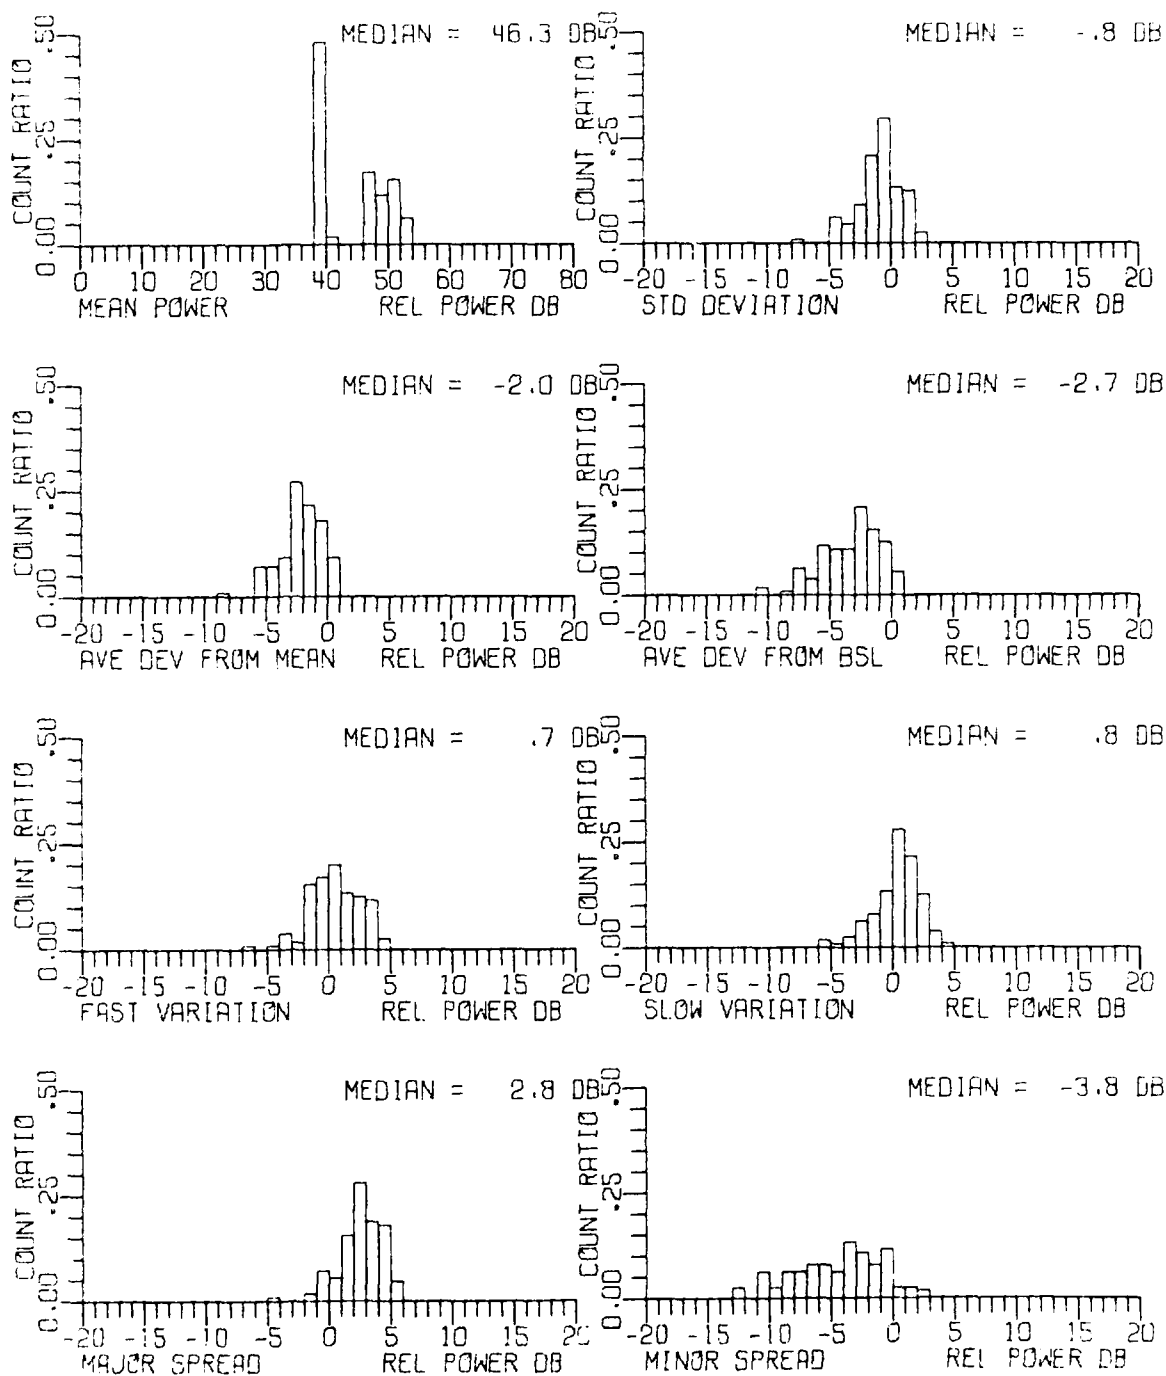 MEDIAN = 46.3 DB
COUNT RATIO
0.00 .25 .50
0 10 20 30 40 50 60 70 80
MEAN POWER REL POWER DB
MEDIAN = -.8 DB
COUNT RATIO
0.00 .25 .50
-20 -15 -10 -5 0 5 10 15 20
STD DEVIATION REL POWER DB
MEDIAN = -2.0 DB
COUNT RATIO
0.00 .25 .50
-20 -15 -10 -5 0 5 10 15 20
AVE DEV FROM MEAN REL POWER DB
MEDIAN = -2.7 DB
COUNT RATIO
0.00 .25 .50
-20 -15 -10 -5 0 5 10 15 20
AVE DEV FROM BSL REL POWER DB
MEDIAN = .7 DB
COUNT RATIO
0.00 .25 .50
-20 -15 -10 -5 0 5 10 15 20
FAST VARIATION REL POWER DB
MEDIAN = .8 DB
COUNT RATIO
0.00 .25 .50
-20 -15 -10 -5 0 5 10 15 20
SLOW VARIATION REL POWER DB
MEDIAN = 2.8 DB
COUNT RATIO
0.00 .25 .50
-20 -15 -10 -5 0 5 10 15 20
MAJOR SPREAD REL POWER DB
MEDIAN = -3.8 DB
COUNT RATIO
0.00 .25 .50
-20 -15 -10 -5 0 5 10 15 20
MINOR SPREAD REL POWER DB